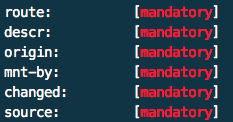 route: [mandatory]
descr: [mandatory]
origin: [mandatory]
mnt-by: [mandatory]
changed: [mandatory]
source: [mandatory]